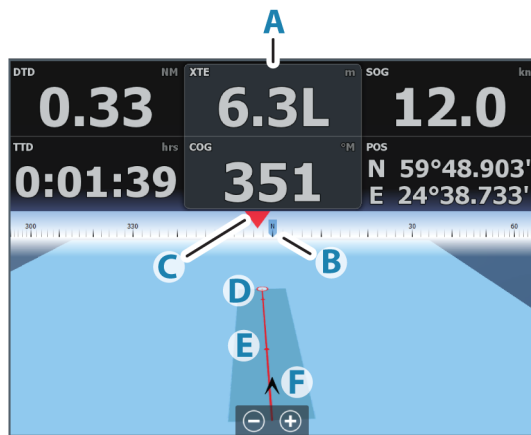 A
DTD NM XTE m SOG kn
0.33 6.3L 12.0
TTD hrs COG °M POS
0:01:39 351 N 59°48.903'
E 24°38.733'
300 N 30 60
C B
D
E
F